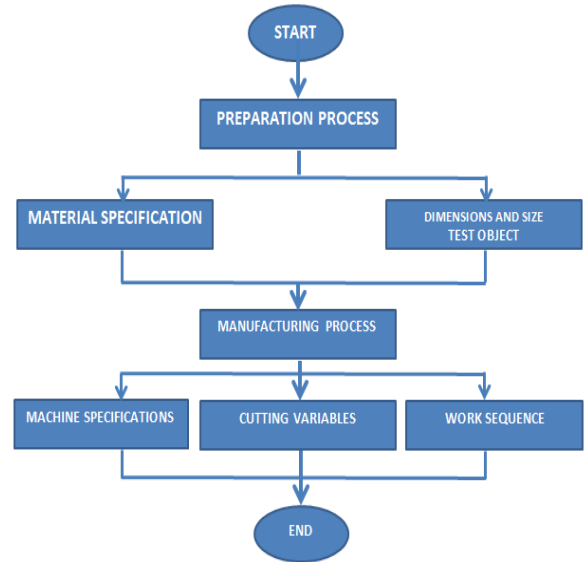 START
PREPARATION PROCESS
MATERIAL SPECIFICATION
DIMENSIONS AND SIZE
TEST OBJECT
MANUFACTURING PROCESS
MACHINE SPECIFICATIONS
CUTTING VARIABLES
WORK SEQUENCE
END